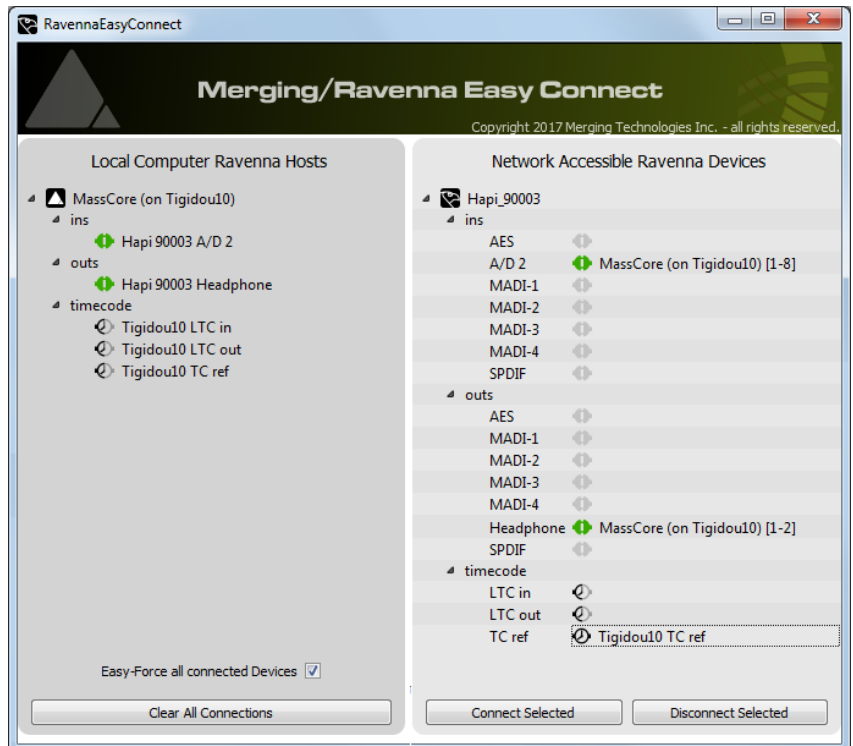 RavennaEasyConnect
Merging/Ravenna Easy Connect
Copyright 2017 Merging Technologies Inc. - all rights reserved.
Local Computer Ravenna Hosts
MassCore (on Tigidou10)
ins
Hapi 90003 A/D 2
outs
Hapi 90003 Headphone
timecode
Tigidou10 LTC in
Tigidou10 LTC out
Tigidou10 TC ref
Easy-Force all connected Devices
Clear All Connections
Network Accessible Ravenna Devices
Hapi_90003
ins
AES
A/D 2 MassCore (on Tigidou10) [1-8]
MADI-1
MADI-2
MADI-3
MADI-4
SPDIF
outs
AES
MADI-1
MADI-2
MADI-3
MADI-4
Headphone MassCore (on Tigidou10) [1-2]
SPDIF
timecode
LTC in
LTC out
TC ref Tigidou10 TC ref
Connect Selected Disconnect Selected